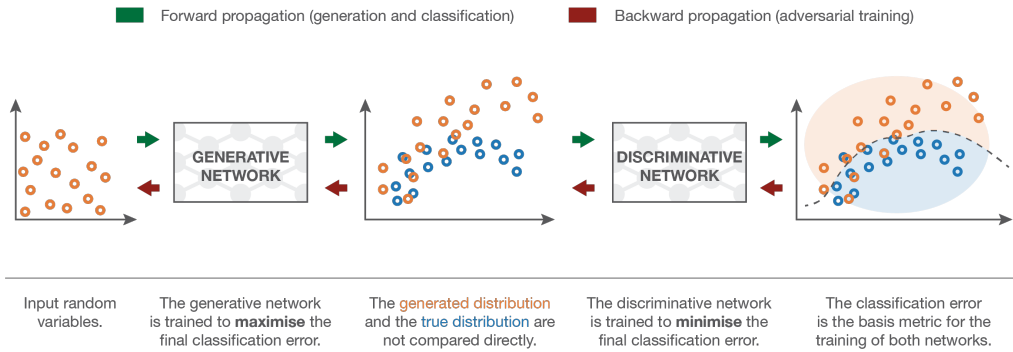 Forward propagation (generation and classification)
Backward propagation (adversarial training)
GENERATIVE
NETWORK
DISCRIMINATIVE
NETWORK
Input random
variables.
The generative network
is trained to maximise the
final classification error.
The generated distribution
and the true distribution are
not compared directly.
The discriminative network
is trained to minimise the
final classification error.
The classification error
is the basis metric for the
training of both networks.